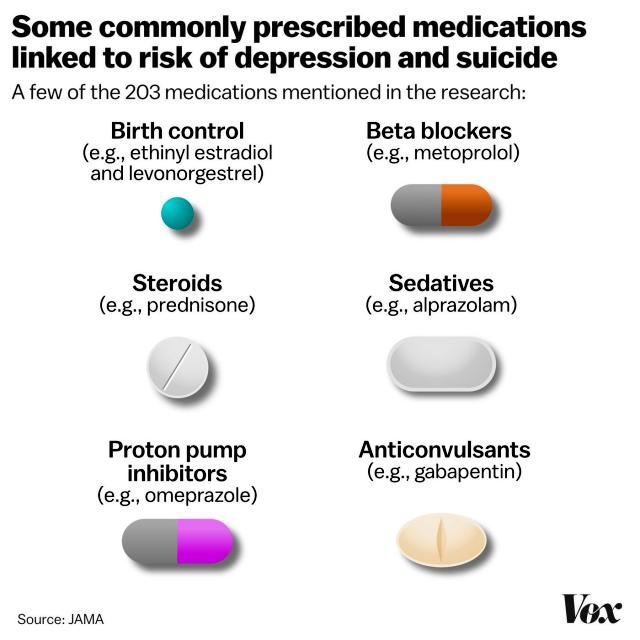 Some commonly prescribed medications
linked to risk of depression and suicide
A few of the 203 medications mentioned in the research:
Birth control
(e.g., ethinyl estradiol
and levonorgestrel)
Beta blockers
(e.g., metoprolol)
Steroids
(e.g., prednisone)
Sedatives
(e.g., alprazolam)
Proton pump
inhibitors
(e.g., omeprazole)
Anticonvulsants
(e.g., gabapentin)
Source: JAMA
Vox